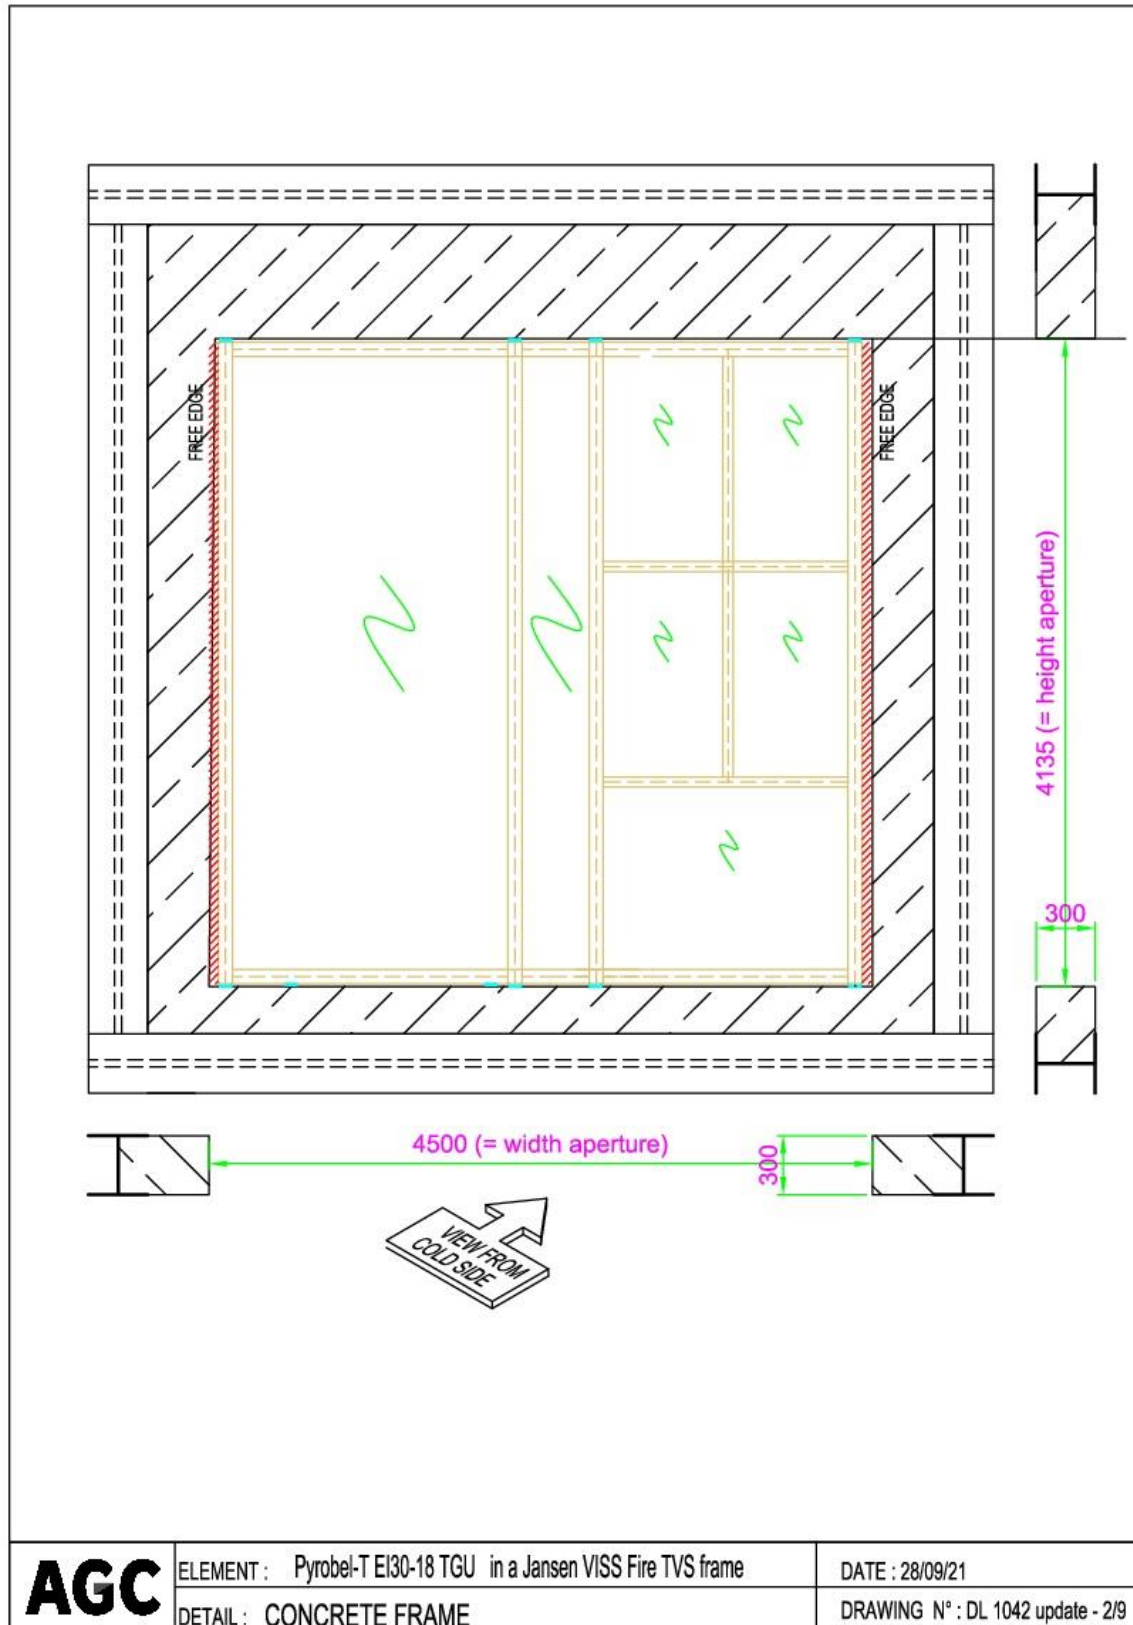 FREE EDGE
FREE EDGE
4135 (= height aperture)
300
4500 (= width aperture)
300
VIEW FROM
COLD SIDE
AGC
ELEMENT : Pyrobel-T EI30-18 TGU in a Jansen VISS Fire TVS frame
DATE : 28/09/21
DETAIL : CONCRETE FRAME
DRAWING N° : DL 1042 update - 2/9